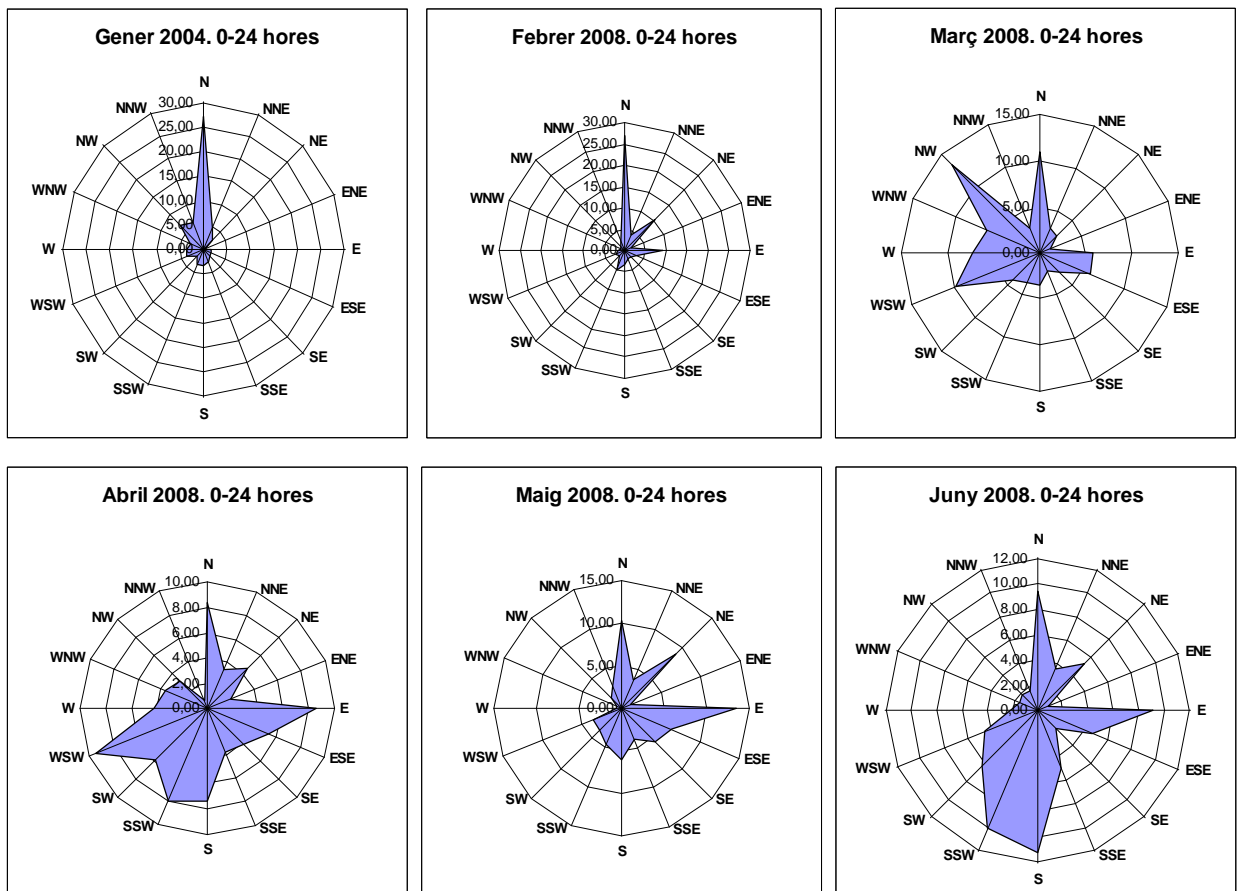 Gener 2004. 0-24 hores
N
NNE
NE
ENE
E
ESE
SE
SSE
S
SSW
SW
WSW
W
WNW
NW
NNW
30,00
25,00
20,00
15,00
10,00
5,00
0,00
Febrer 2008. 0-24 hores
N
NNE
NE
ENE
E
ESE
SE
SSE
S
SSW
SW
WSW
W
WNW
NW
NNW
30,00
25,00
20,00
15,00
10,00
5,00
0,00
Març 2008. 0-24 hores
N
NNE
NE
ENE
E
ESE
SE
SSE
S
SSW
SW
WSW
W
WNW
NW
NNW
15,00
10,00
5,00
0,00
Abril 2008. 0-24 hores
N
NNE
NE
ENE
E
ESE
SE
SSE
S
SSW
SW
WSW
W
WNW
NW
NNW
10,00
8,00
6,00
4,00
2,00
0,00
Maig 2008. 0-24 hores
N
NNE
NE
ENE
E
ESE
SE
SSE
S
SSW
SW
WSW
W
WNW
NW
NNW
15,00
10,00
5,00
0,00
Juny 2008. 0-24 hores
N
NNE
NE
ENE
E
ESE
SE
SSE
S
SSW
SW
WSW
W
WNW
NW
NNW
12,00
10,00
8,00
6,00
4,00
2,00
0,00